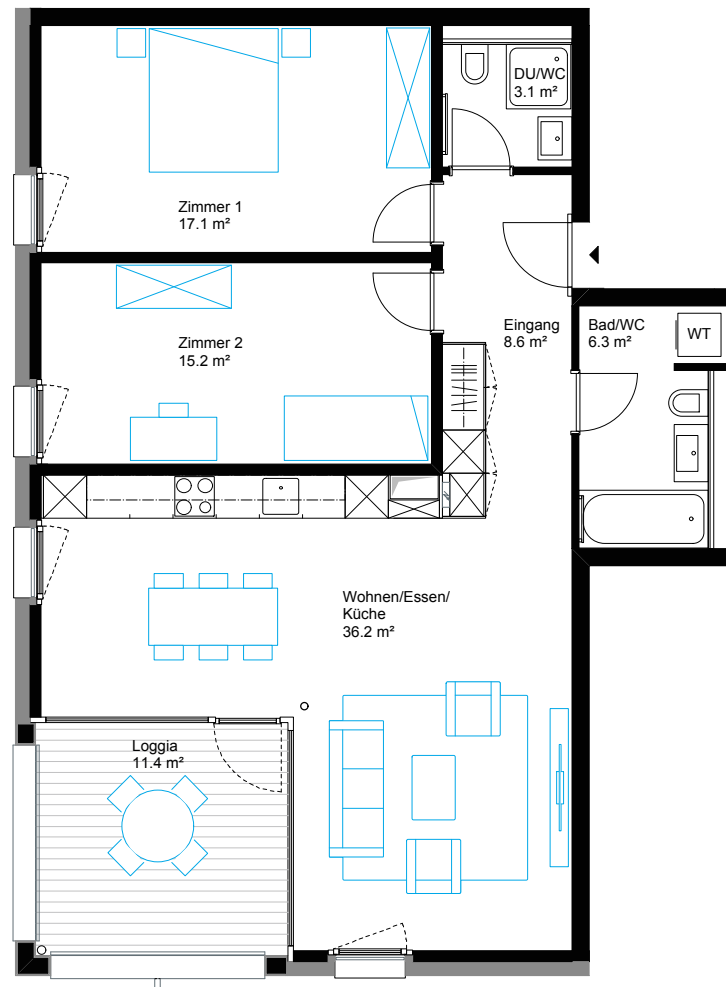 DU/WC
3.1 m²
Zimmer 1
17.1 m²
Eingang
8.6 m²
Bad/WC
6.3 m²
WT
Zimmer 2
15.2 m²
Wohnen/Essen/
Küche
36.2 m²
Loggia
11.4 m²